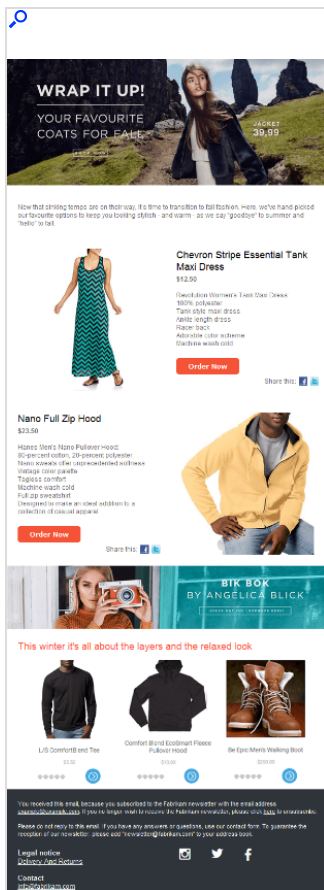 WRAP IT UP!
YOUR FAVOURITE
COATS FOR FALL
JACKET
39,99
Now that sinking temps are on their way, it's time to transition to fall fashion. Here, we've hand-picked
our favourite options to keep you looking stylish - and warm - as we say "goodbye" to summer and
"hello" to fall.
Chevron Stripe Essential Tank
Maxi Dress
$12.50
Revolution Women's Tank Maxi Dress
100% polyester
Tank style maxi dress
Ankle length dress
Racer back
Adorable color scheme
Machine wash cold
Order Now
Share this:
Nano Full Zip Hood
$23.50
Hanes Men's Nano Pullover Hood:
80-percent cotton, 20-percent polyester
Nano sweats offer unprecedented softness
Vintage color palette
Tagless comfort
Machine wash cold
Full zip sweatshirt
Designed to make an ideal addition to a
collection of casual apparel
Order Now
Share this:
BIK BOK
BY ANGELICA BLICK
This winter it's all about the layers and the relaxed look
L/S ComfortBlend Tee
Comfort Blend EcoSmart Fleece
Pullover Hood
Be Epic Men's Walking Boot
You received this email, because you subscribed to the Fabrikam newsletter with the email address
example@example.com. If you no longer wish to receive the Fabrikam newsletter, please click here to unsubscribe.
Please do not reply to this email. If you have any answers or questions, use our contact form. To guarantee the
reception of our newsletter, please add "newsletter@fabrikam.com" to your address book.
Legal notice
Delivery And Returns
Contact
info@fabrikam.com